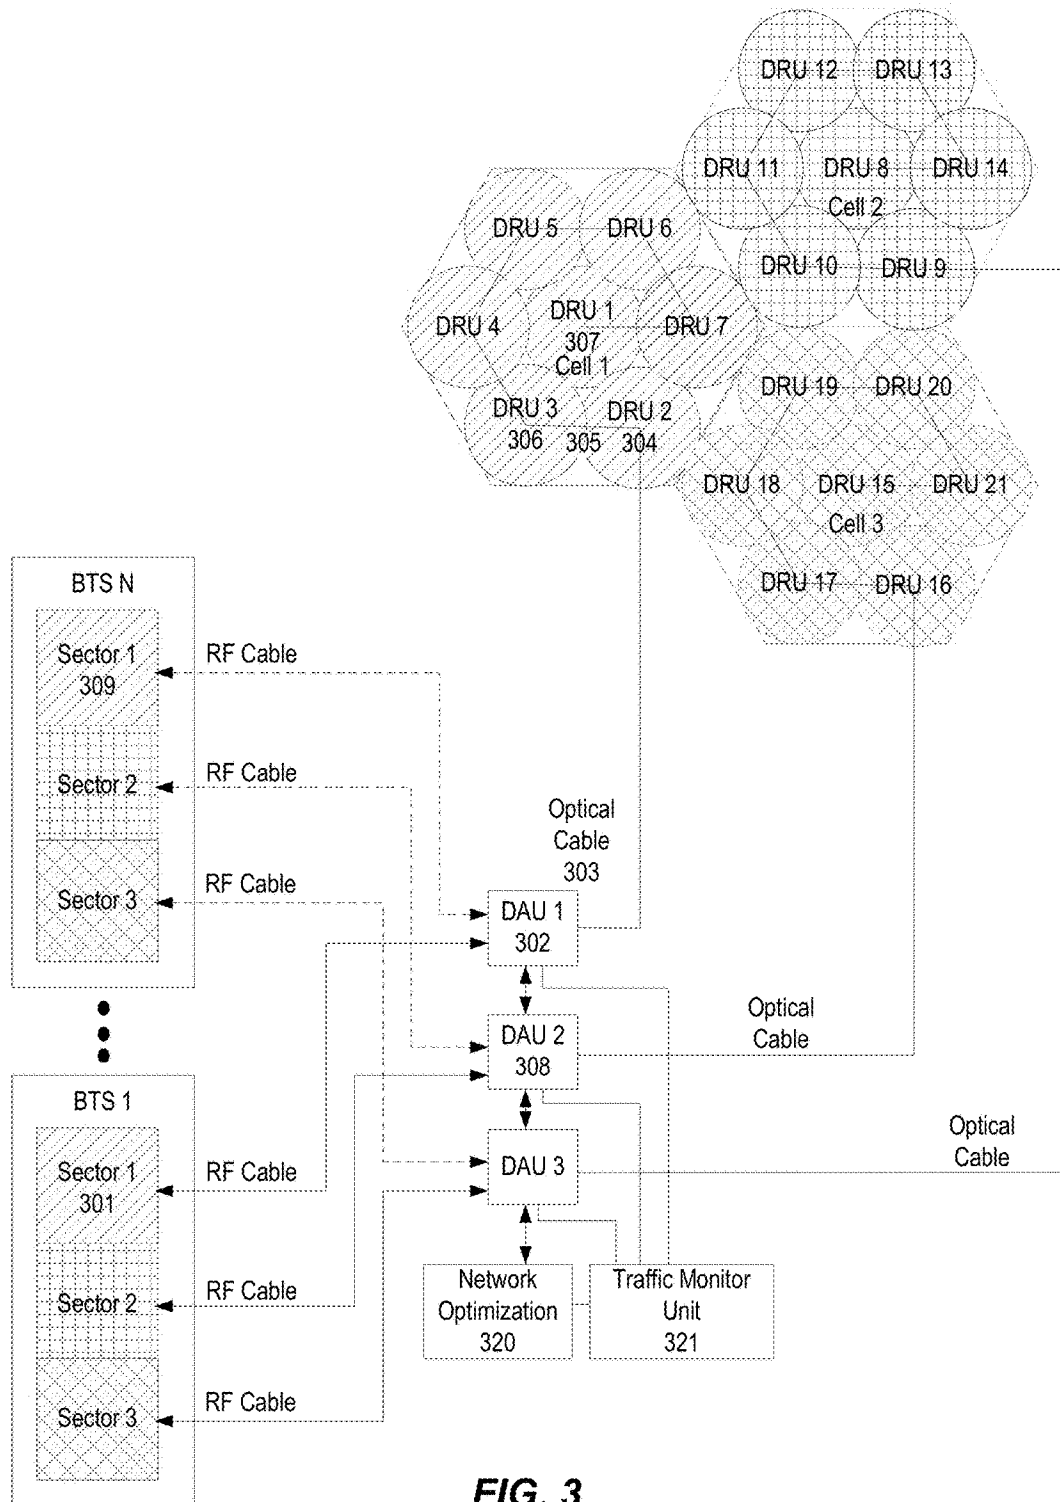 DRU 12
DRU 13
DRU 11
DRU 8
DRU 14
Cell 2
DRU 10
DRU 9
DRU 5
DRU 6
DRU 4
DRU 1
307
DRU 7
Cell 1
DRU 3
306
305
DRU 2
304
DRU 19
DRU 20
DRU 18
DRU 15
DRU 21
Cell 3
DRU 17
DRU 16
BTS N
Sector 1
309
RF Cable
Sector 2
RF Cable
Sector 3
RF Cable
Optical
Cable
303
DAU 1
302
DAU 2
308
Optical
Cable
DAU 3
Optical
Cable
BTS 1
Sector 1
301
RF Cable
Sector 2
RF Cable
Sector 3
RF Cable
Network
Optimization
320
Traffic Monitor
Unit
321
FIG. 3